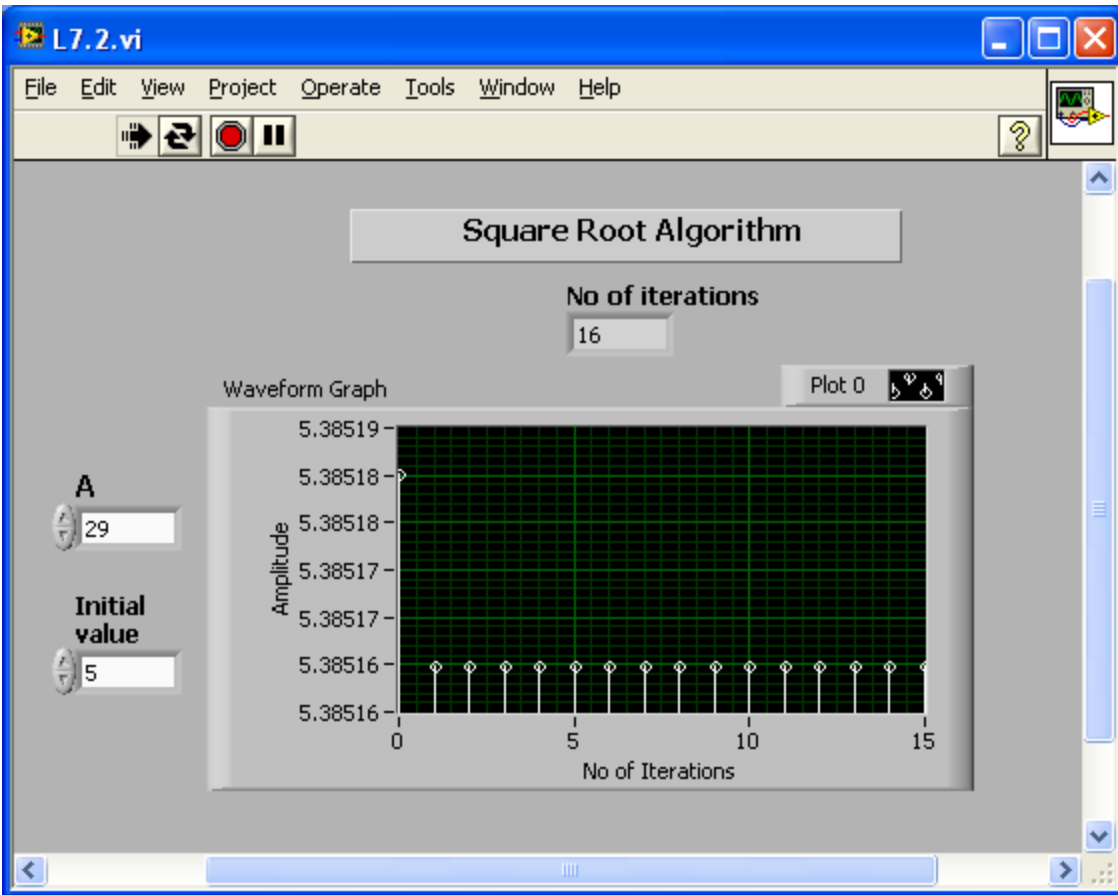 L7.2.vi
File Edit View Project Operate Tools Window Help
?
Square Root Algorithm
No of iterations
16
Waveform Graph
Plot 0
A
29
Initial
value
5
Amplitude
5.38519
5.38518
5.38518
5.38517
5.38517
5.38516
5.38516
0 5 10 15
No of Iterations